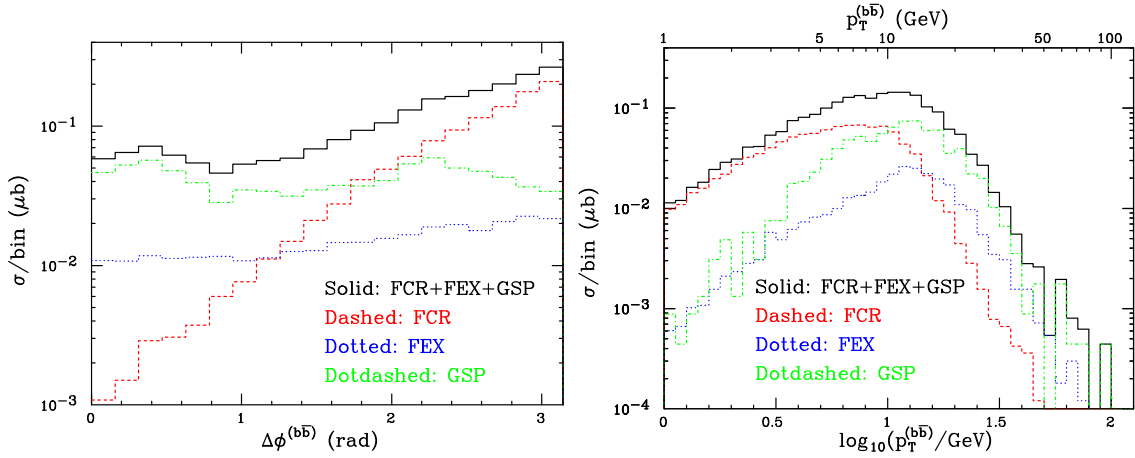 σ/bin (μb)
10⁻¹
10⁻²
10⁻³
0 1 2 3
Δϕ^(bb̅) (rad)
Solid: FCR+FEX+GSP
Dashed: FCR
Dotted: FEX
Dotdashed: GSP
p_T^(bb̅) (GeV)
1 5 10 50 100
σ/bin (μb)
10⁻¹
10⁻²
10⁻³
10⁻⁴
Solid: FCR+FEX+GSP
Dashed: FCR
Dotted: FEX
Dotdashed: GSP
0.0 0.5 1.0 1.5 2
log₁₀(p_T^(bb̅)/GeV)